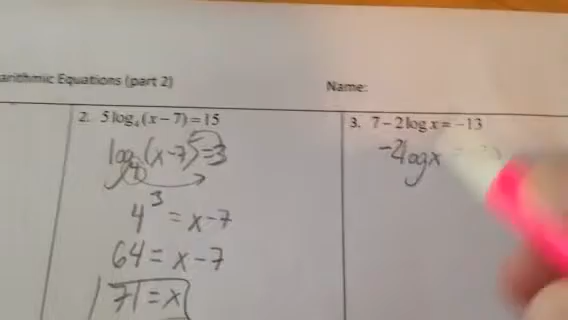 arithmic Equations (part 2)
Name:
2. 5 log₄(x − 7) = 15
log₄(x-7) = 3
4³ = x-7
64 = x-7
71 = x
3. 7 − 2 log x = −13
-2logx